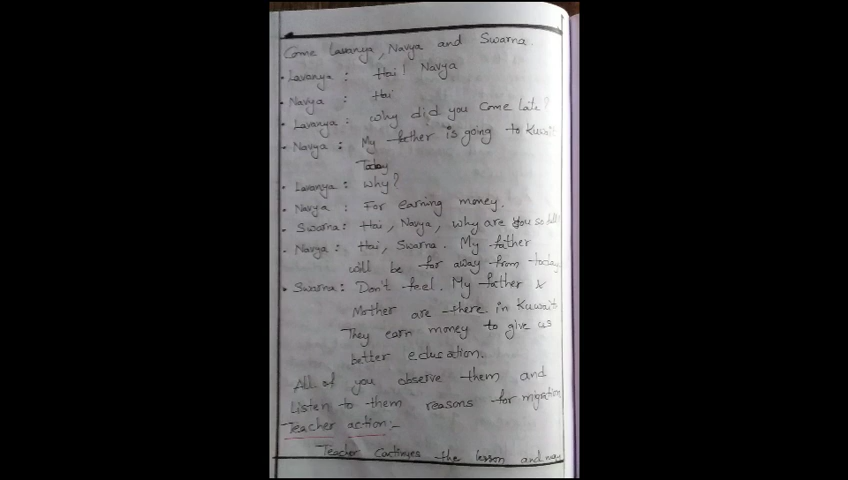 Come Lavanya, Navya and Swarna.
• Lavanya : Hai! Navya
• Navya : Hai
• Lavanya : Why did you come late?
• Navya : My father is going to Kuwait
Today
• Lavanya : Why?
• Navya : For earning money.
• Swarna : Hai, Navya, why are you so dull?
• Navya : Hai, Swarna. My father
will be far away from today
• Swarna : Don't feel. My father &
Mother are there in Kuwait.
They earn money to give us
better education.
All of you observe them and
Listen to them reasons for migration
Teacher action:-
Teacher Continues the lesson and may